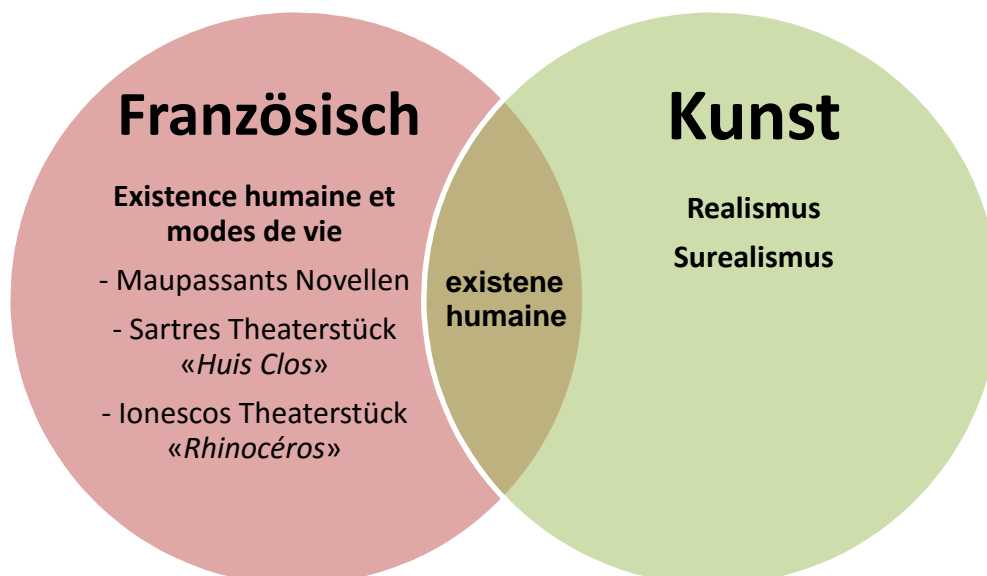 Französisch
Existence humaine et
modes de vie
- Maupassants Novellen
- Sartres Theaterstück
«Huis Clos»
- Ionescos Theaterstück
«Rhinocéros»
existene
humaine
Kunst
Realismus
Surealismus